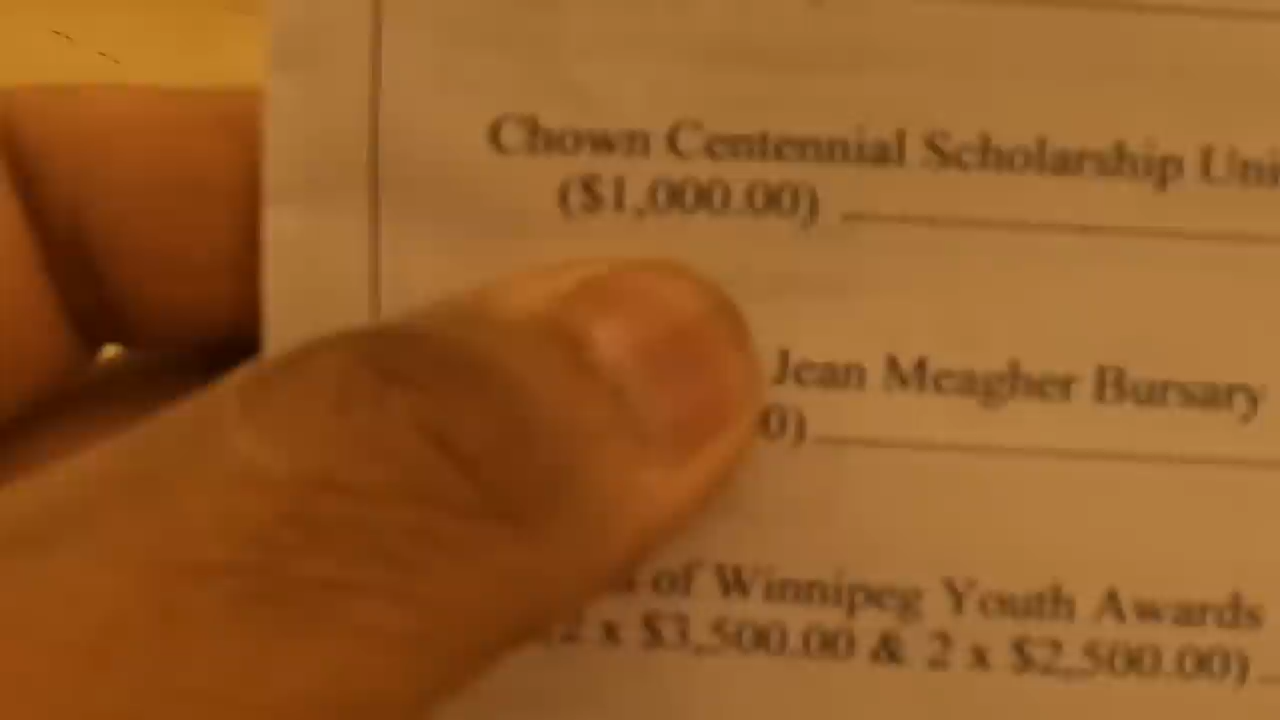 Chown Centennial Scholarship
($1,000.00)
Jean Meagher Bursary
0)
of Winnipeg Youth Awards
2 x $3,500.00 & 2 x $2,500.00)